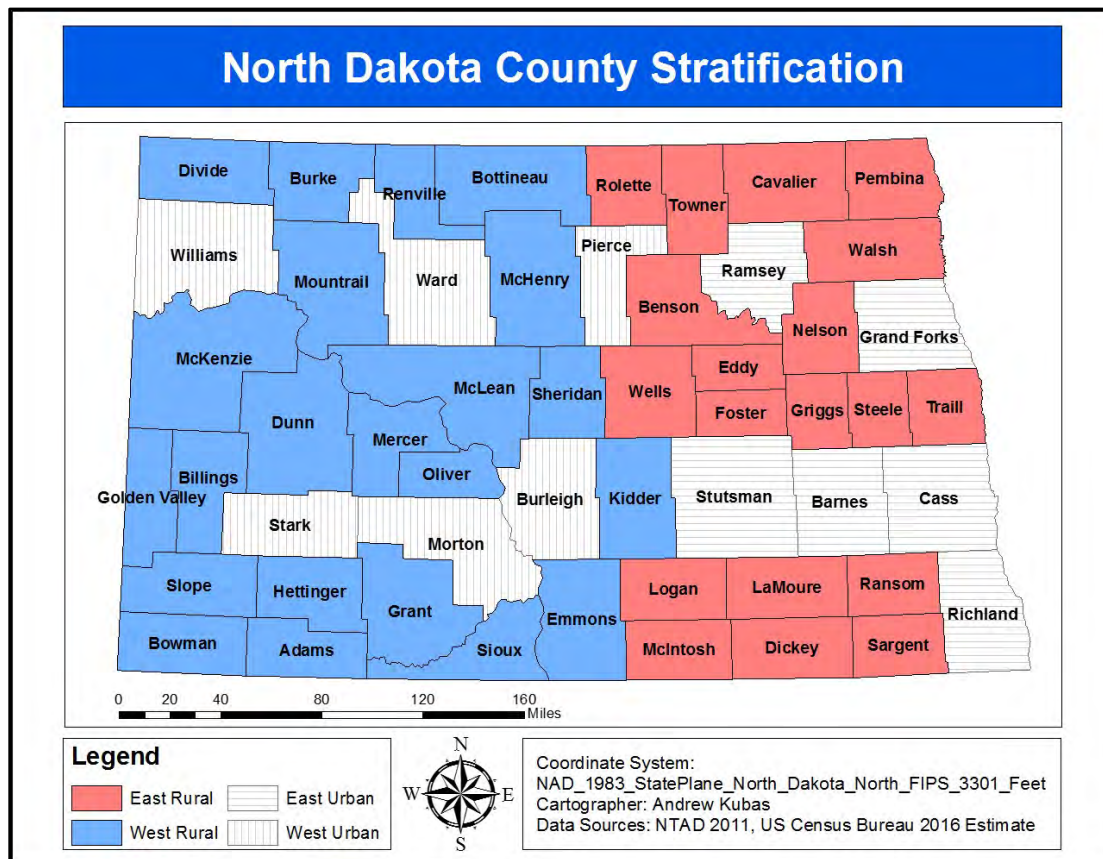 North Dakota County Stratification
Divide
Burke
Renville
Bottineau
Rolette
Towner
Cavalier
Pembina
Williams
Mountrail
Ward
McHenry
Pierce
Benson
Ramsey
Walsh
Nelson
Grand Forks
McKenzie
Dunn
McLean
Sheridan
Wells
Eddy
Foster
Griggs
Steele
Traill
Mercer
Oliver
Golden Valley
Billings
Stark
Morton
Burleigh
Kidder
Stutsman
Barnes
Cass
Slope
Hettinger
Grant
Emmons
Logan
LaMoure
Ransom
Richland
Bowman
Adams
Sioux
McIntosh
Dickey
Sargent
0 20 40 80 120 160
Miles
Legend
East Rural
East Urban
West Rural
West Urban
N
W E
S
Coordinate System:
NAD_1983_StatePlane_North_Dakota_North_FIPS_3301_Feet
Cartographer: Andrew Kubas
Data Sources: NTAD 2011, US Census Bureau 2016 Estimate